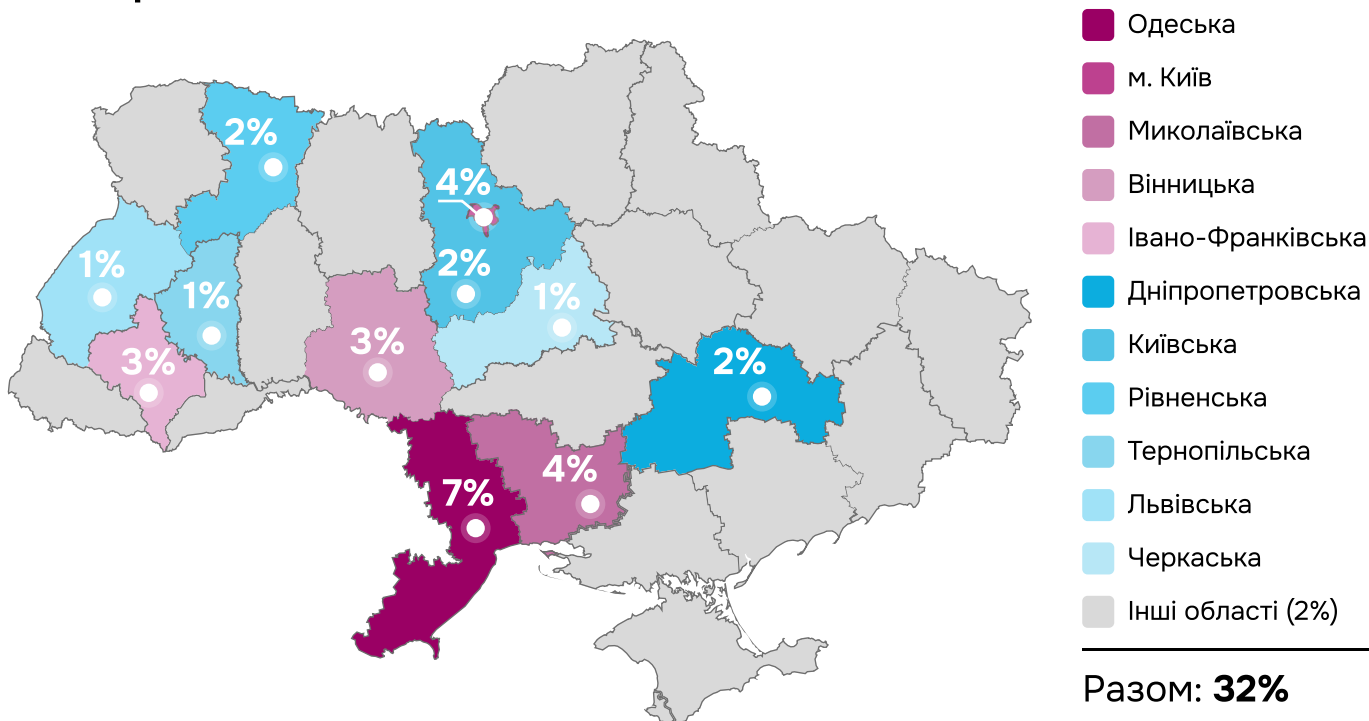 2%
4%
1%
2%
1%
1%
3%
3%
2%
4%
7%
Одеська
м. Київ
Миколаївська
Вінницька
Івано-Франківська
Дніпропетровська
Київська
Рівненська
Тернопільська
Львівська
Черкаська
Інші області (2%)
Разом: 32%